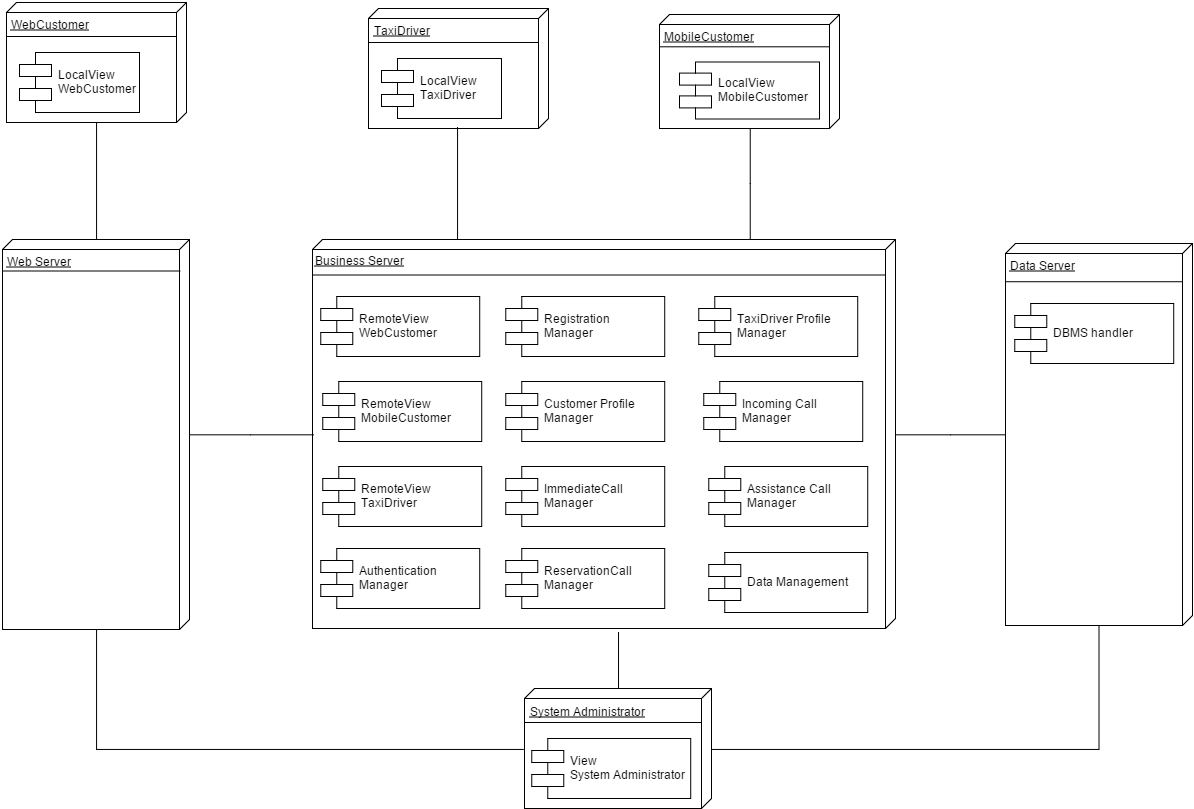 WebCustomer
LocalView
WebCustomer
TaxiDriver
LocalView
TaxiDriver
MobileCustomer
LocalView
MobileCustomer
Web Server
Business Server
RemoteView
WebCustomer
Registration
Manager
TaxiDriver Profile
Manager
RemoteView
MobileCustomer
Customer Profile
Manager
Incoming Call
Manager
RemoteView
TaxiDriver
ImmediateCall
Manager
Assistance Call
Manager
Authentication
Manager
ReservationCall
Manager
Data Management
Data Server
DBMS handler
System Administrator
View
System Administrator